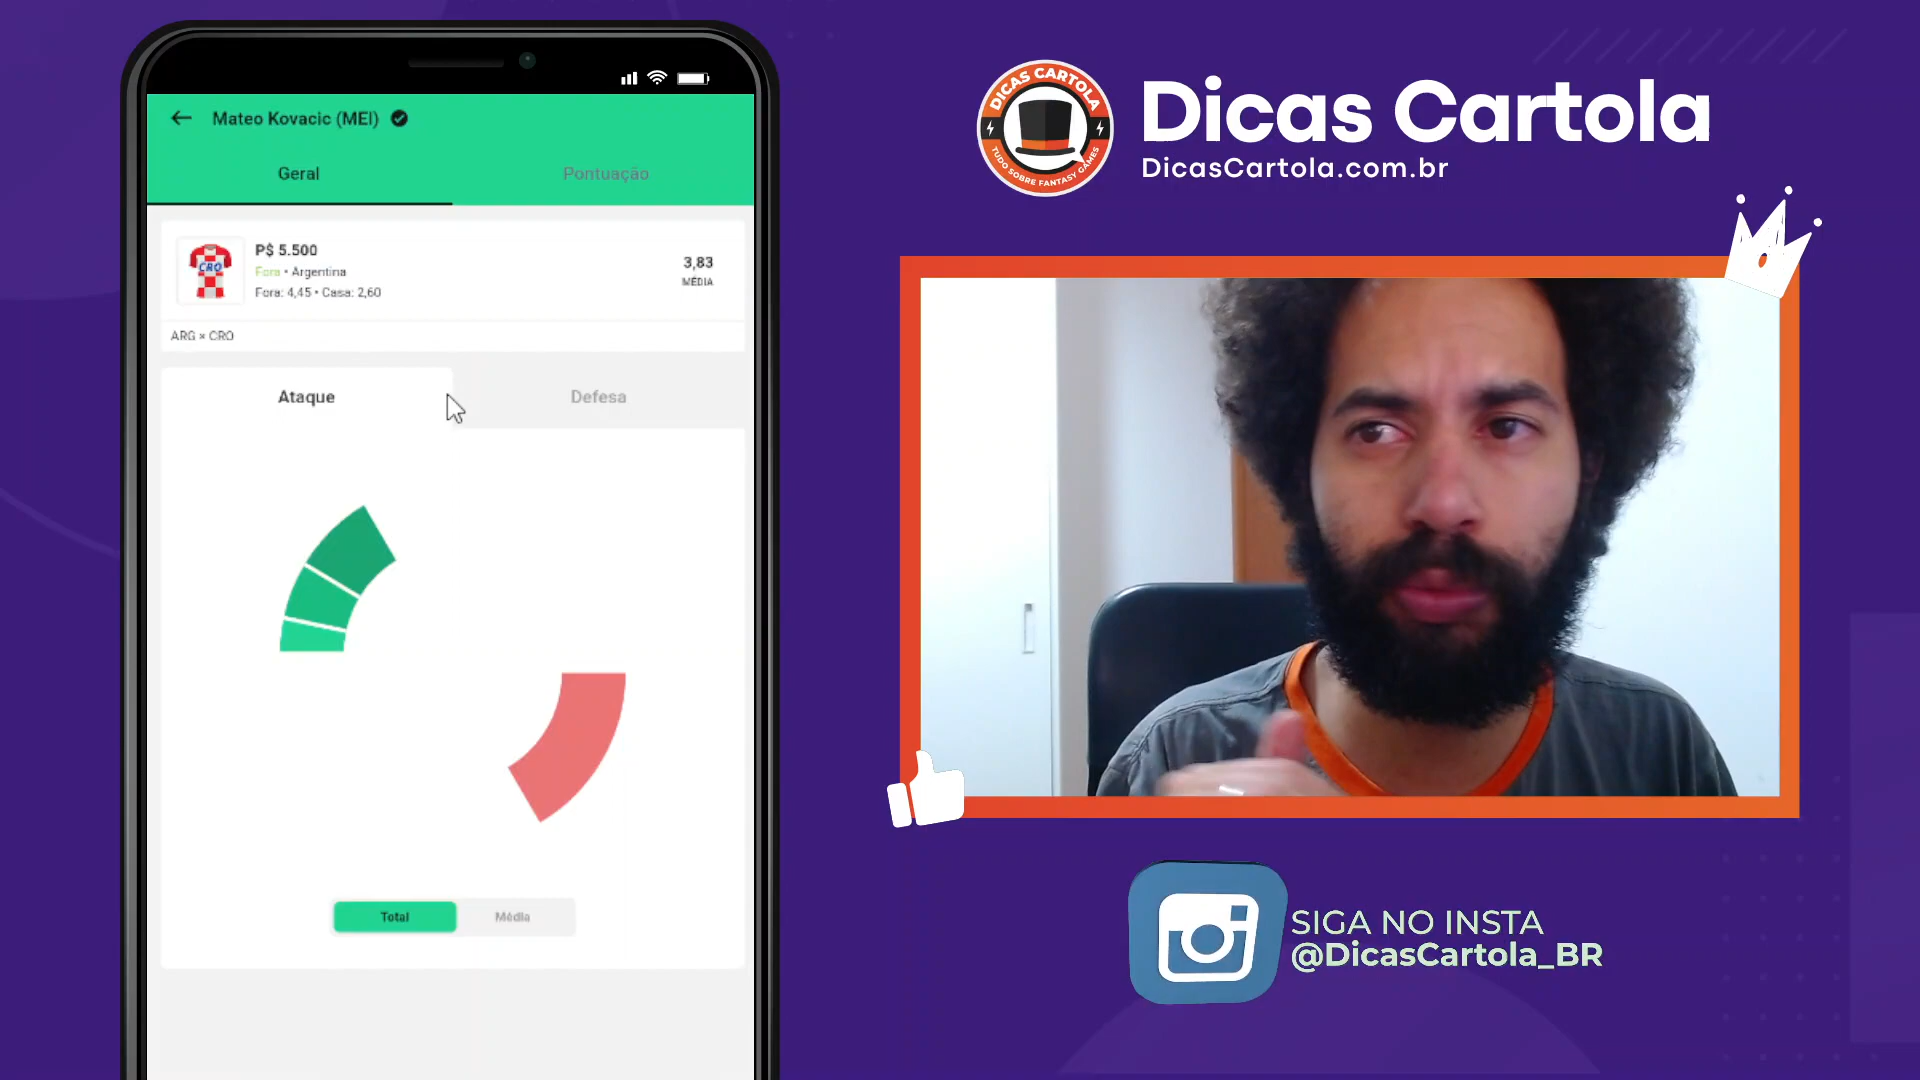 Mateo Kovacic (MEI)
Geral
Pontuação
P$ 5.500
Fora • Argentina
Fora: 4,45 • Casa: 2,60
3,83
MÉDIA
CRO
ARG × CRO
Ataque
Defesa
Total
Média
DICAS CARTOLA
TUDO SOBRE FANTASY GAMES
Dicas Cartola
DicasCartola.com.br
SIGA NO INSTA
@DicasCartola_BR